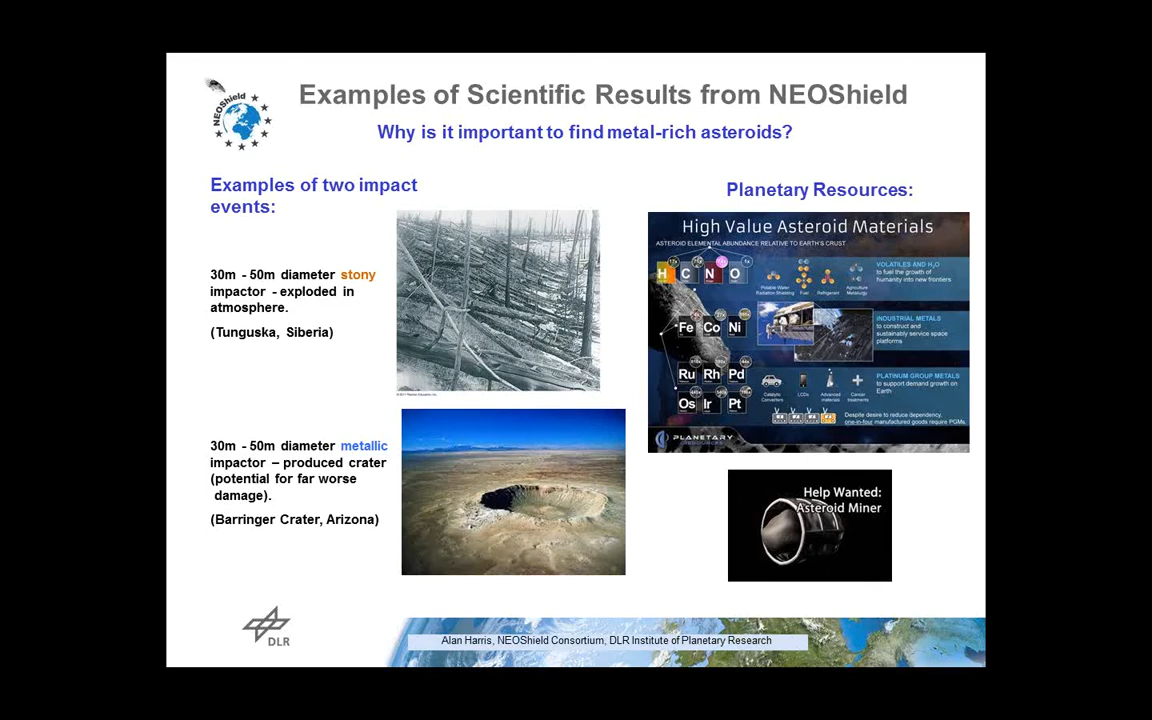 NEOShield
Examples of Scientific Results from NEOShield
Why is it important to find metal-rich asteroids?
Examples of two impact
events:
30m - 50m diameter stony
impactor - exploded in
atmosphere.
(Tunguska, Siberia)
30m - 50m diameter metallic
impactor – produced crater
(potential for far worse
damage).
(Barringer Crater, Arizona)
Planetary Resources:
High Value Asteroid Materials
ASTEROID ELEMENTAL ABUNDANCE RELATIVE TO EARTH'S CRUST
H C N O
Potable Water
Radiation Shielding
Fuel
Refrigerant
Agriculture
Metallurgy
VOLATILES AND H₂O
to fuel the growth of
humanity into new frontiers
Fe Co Ni
INDUSTRIAL METALS
to construct and
sustainably service space
platforms
Ru Rh Pd
Os Ir Pt
Catalytic
Converters
LCDs
Advanced
materials
Cancer
treatments
PLATINUM GROUP METALS
to support demand growth on
Earth
Despite desire to reduce dependency,
one-in-four manufactured goods require PGMs.
PLANETARY
RESOURCES
Help Wanted:
Asteroid Miner
DLR
Alan Harris, NEOShield Consortium, DLR Institute of Planetary Research